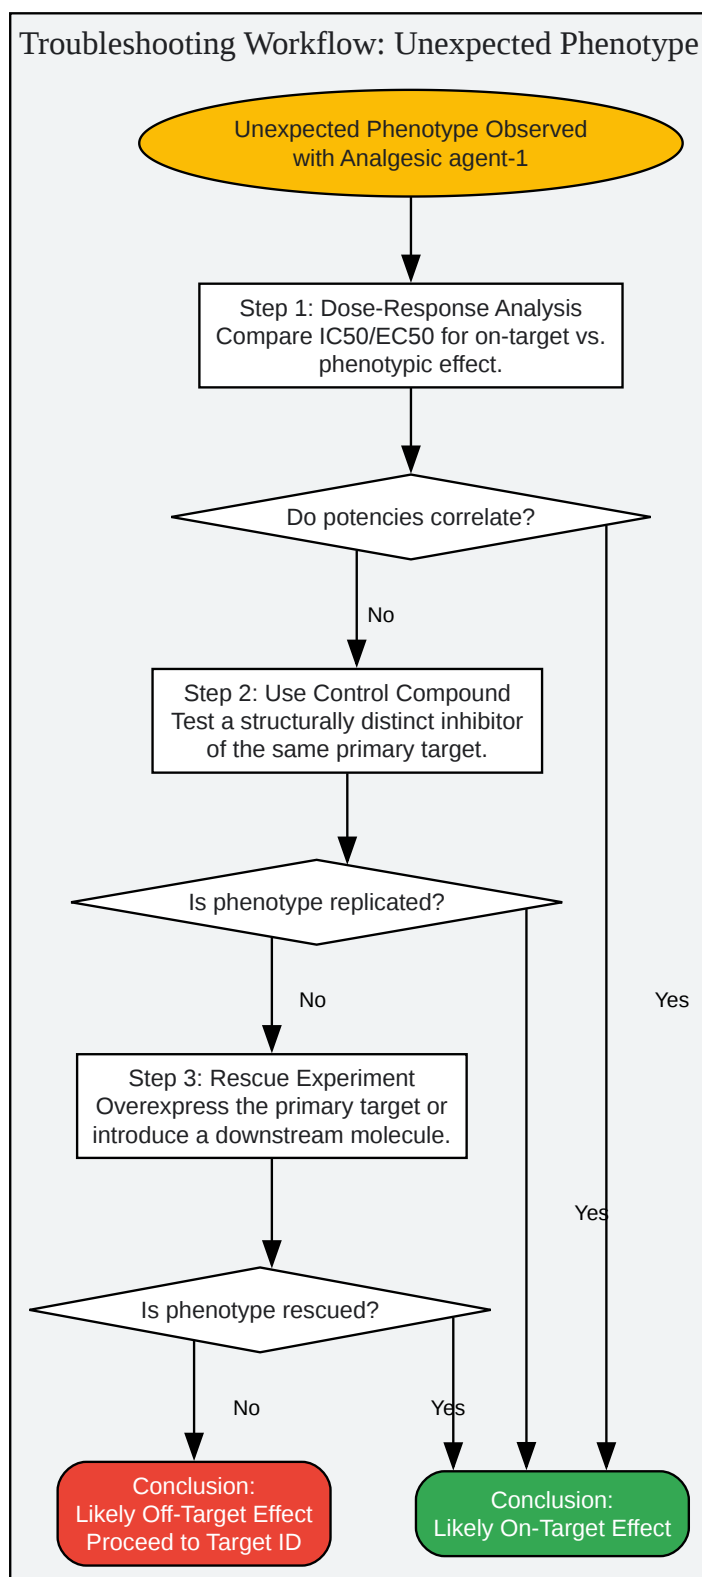 Troubleshooting Workflow: Unexpected Phenotype
Unexpected Phenotype Observed
with Analgesic agent-1
Step 1: Dose-Response Analysis
Compare IC50/EC50 for on-target vs.
phenotypic effect.
Do potencies correlate?
No
Step 2: Use Control Compound
Test a structurally distinct inhibitor
of the same primary target.
Is phenotype replicated?
No
Yes
Step 3: Rescue Experiment
Overexpress the primary target or
introduce a downstream molecule.
Yes
Is phenotype rescued?
No
Yes
Conclusion:
Likely Off-Target Effect
Proceed to Target ID
Conclusion:
Likely On-Target Effect